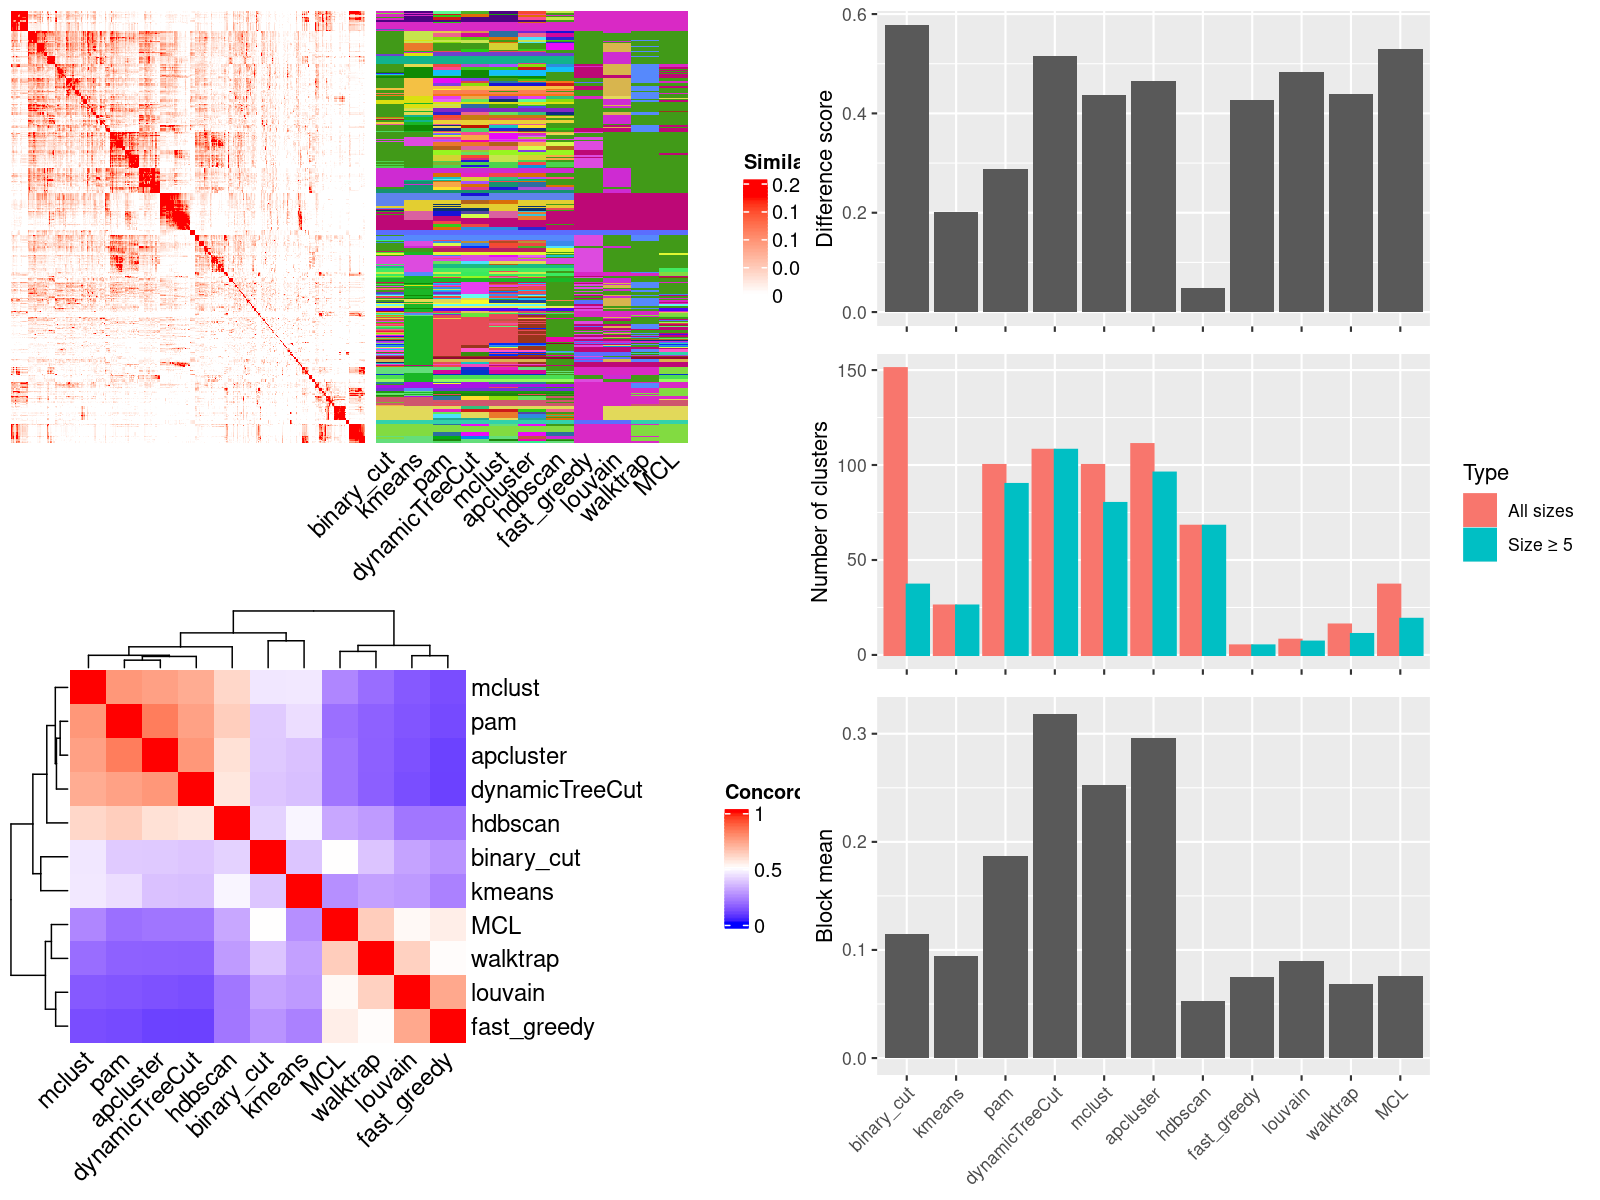 Simila
0.2
0.1
0.1
0.0
0
binary_cut
kmeans
pam
dynamicTreeCut
mclust
apcluster
hdbscan
fast_greedy
louvain
walktrap
MCL
mclust
pam
apcluster
dynamicTreeCut
hdbscan
binary_cut
kmeans
MCL
walktrap
louvain
fast_greedy
mclust
pam
apcluster
dynamicTreeCut
hdbscan
binary_cut
kmeans
MCL
walktrap
louvain
fast_greedy
Concord
1
0.5
0
Difference score
0.6
0.4
0.2
0.0
Number of clusters
150
100
50
0
Type
All sizes
Size ≥ 5
Block mean
0.3
0.2
0.1
0.0
binary_cut
kmeans
pam
dynamicTreeCut
mclust
apcluster
hdbscan
fast_greedy
louvain
walktrap
MCL